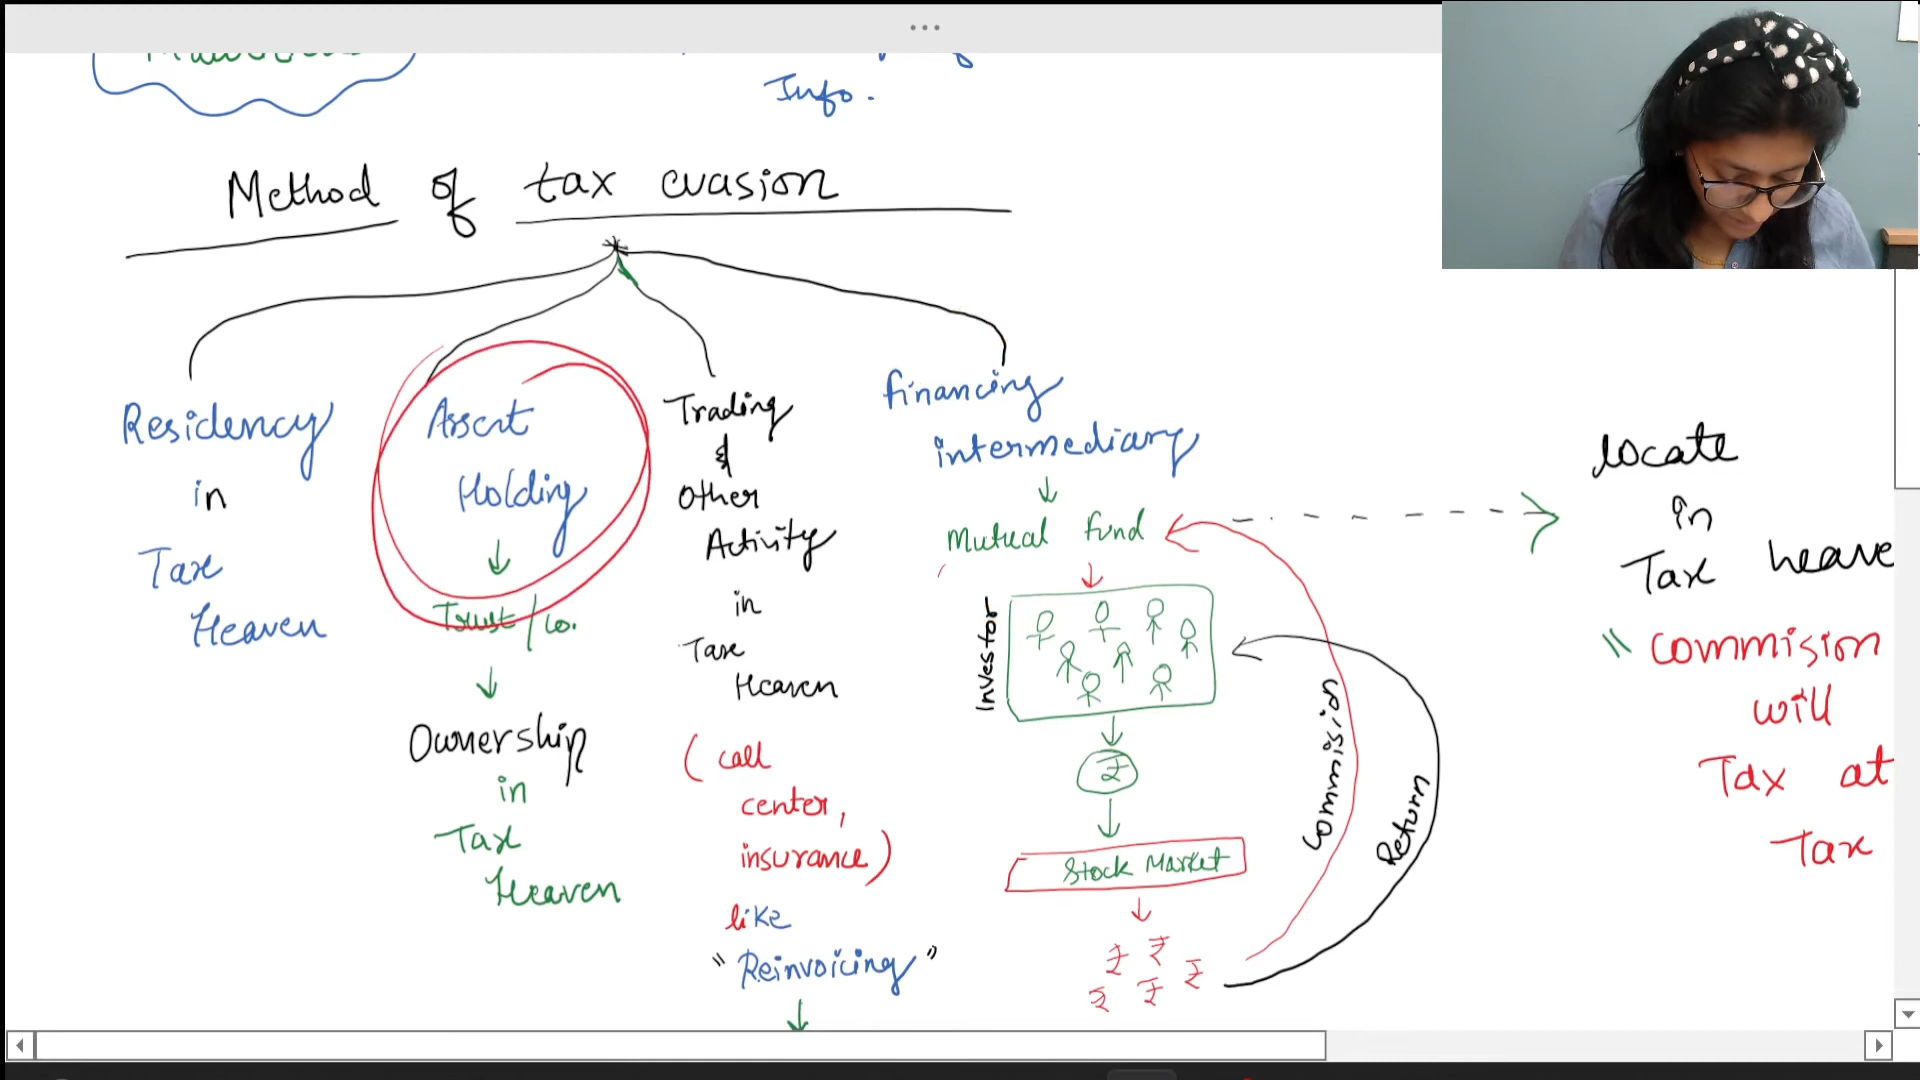 Info.
Method of tax evasion
Residency
in
Tax
Heaven
Assert
Holding
Trust/Co.
Ownership
in
Tax
Heaven
Trading
&
Other
Activity
in
Tax
Heaven
(call
center,
insurance)
like
"Reinvoicing"
financing
intermediary
Mutual fund
Investor
₹
Stock Market
₹ ₹
₹ ₹ ₹
Commision
Return
locate
in
Tax heave
" commision
will
Tax at
Tax